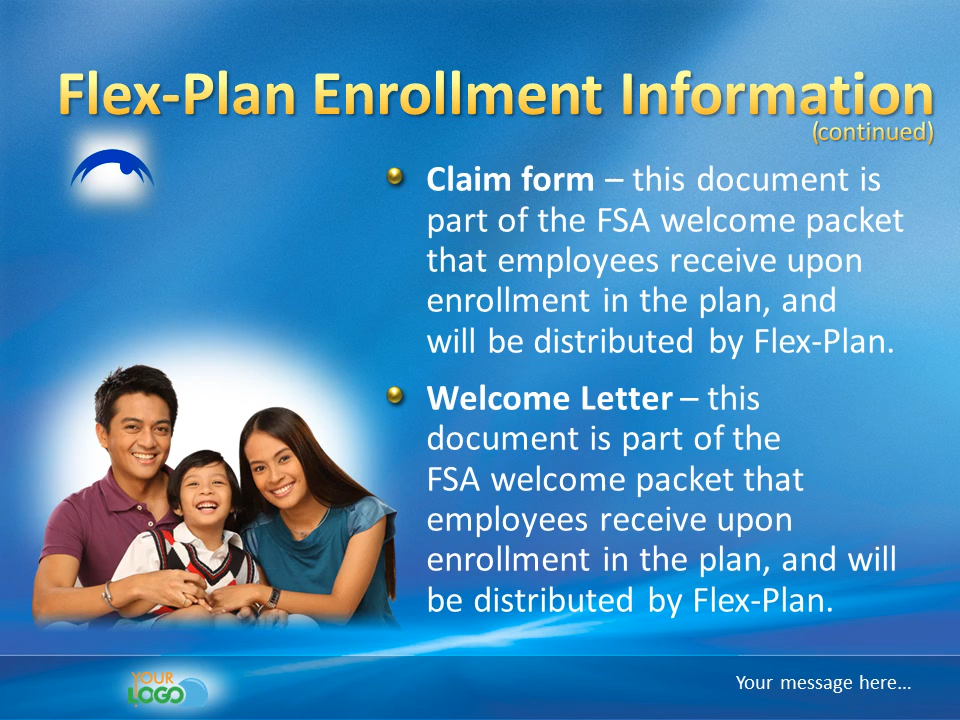 Flex-Plan Enrollment Information
(continued)
Claim form – this document is
part of the FSA welcome packet
that employees receive upon
enrollment in the plan, and
will be distributed by Flex-Plan.
Welcome Letter – this
document is part of the
FSA welcome packet that
employees receive upon
enrollment in the plan, and will
be distributed by Flex-Plan.
YOUR
LOGO
Your message here...